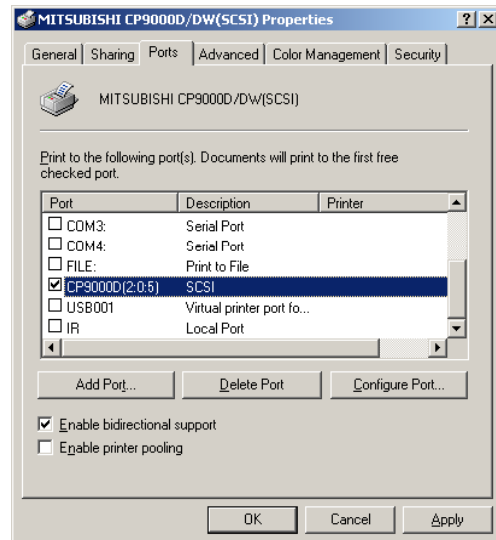 MITSUBISHI CP9000D/DW(SCSI) Properties
General Sharing Ports Advanced Color Management Security
MITSUBISHI CP9000D/DW(SCSI)
Print to the following port(s). Documents will print to the first free
checked port.
Port Description Printer
COM3: Serial Port
COM4: Serial Port
FILE: Print to File
CP9000D(2:0:5) SCSI
USB001 Virtual printer port fo...
IR Local Port
Add Port... Delete Port Configure Port...
Enable bidirectional support
Enable printer pooling
OK Cancel Apply